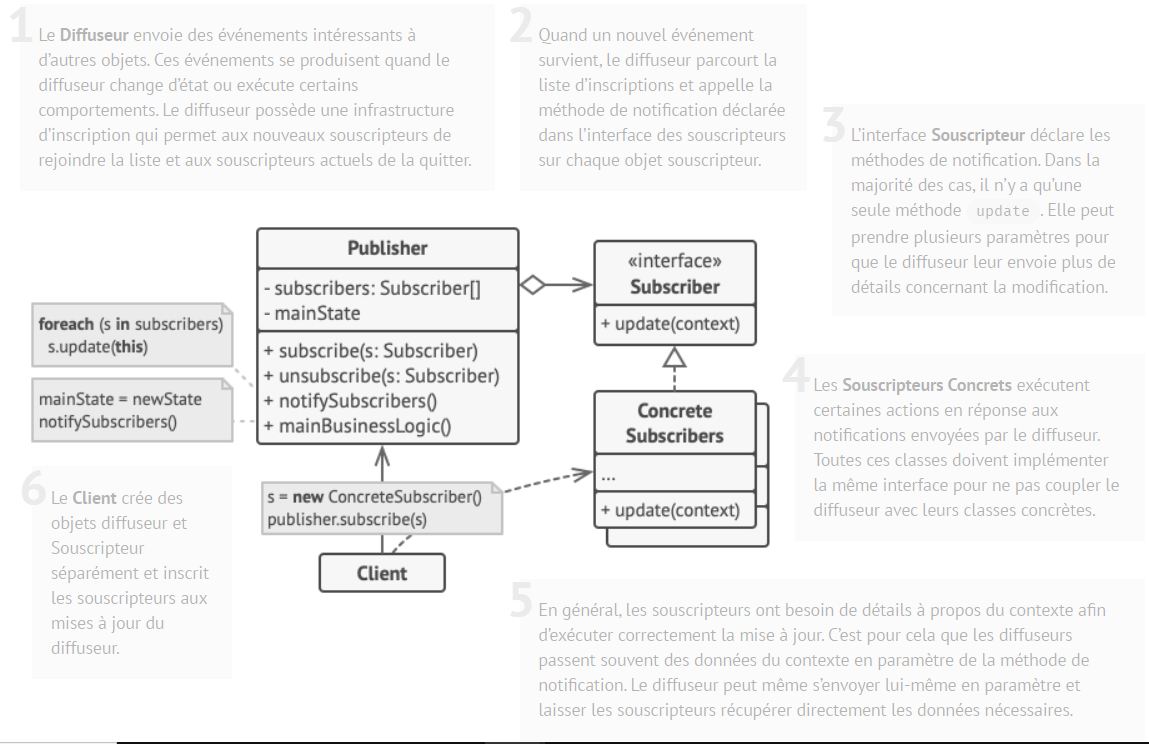 1
Le Diffuseur envoie des événements intéressants à
d'autres objets. Ces événements se produisent quand le
diffuseur change d'état ou exécute certains
comportements. Le diffuseur possède une infrastructure
d'inscription qui permet aux nouveaux souscripteurs de
rejoindre la liste et aux souscripteurs actuels de la quitter.
2
Quand un nouvel événement
survient, le diffuseur parcourt la
liste d'inscriptions et appelle la
méthode de notification déclarée
dans l'interface des souscripteurs
sur chaque objet souscripteur.
3
L'interface Souscripteur déclare les
méthodes de notification. Dans la
majorité des cas, il n'y a qu'une
seule méthode update . Elle peut
prendre plusieurs paramètres pour
que le diffuseur leur envoie plus de
détails concernant la modification.
Publisher
- subscribers: Subscriber[]
- mainState
+ subscribe(s: Subscriber)
+ unsubscribe(s: Subscriber)
+ notifySubscribers()
+ mainBusinessLogic()
foreach (s in subscribers)
s.update(this)
mainState = newState
notifySubscribers()
«interface»
Subscriber
+ update(context)
Concrete
Subscribers
...
+ update(context)
4
Les Souscripteurs Concrets exécutent
certaines actions en réponse aux
notifications envoyées par le diffuseur.
Toutes ces classes doivent implémenter
la même interface pour ne pas coupler le
diffuseur avec leurs classes concrètes.
s = new ConcreteSubscriber()
publisher.subscribe(s)
Client
6
Le Client crée des
objets diffuseur et
Souscripteur
séparément et inscrit
les souscripteurs aux
mises à jour du
diffuseur.
5
En général, les souscripteurs ont besoin de détails à propos du contexte afin
d'exécuter correctement la mise à jour. C'est pour cela que les diffuseurs
passent souvent des données du contexte en paramètre de la méthode de
notification. Le diffuseur peut même s'envoyer lui-même en paramètre et
laisser les souscripteurs récupérer directement les données nécessaires.